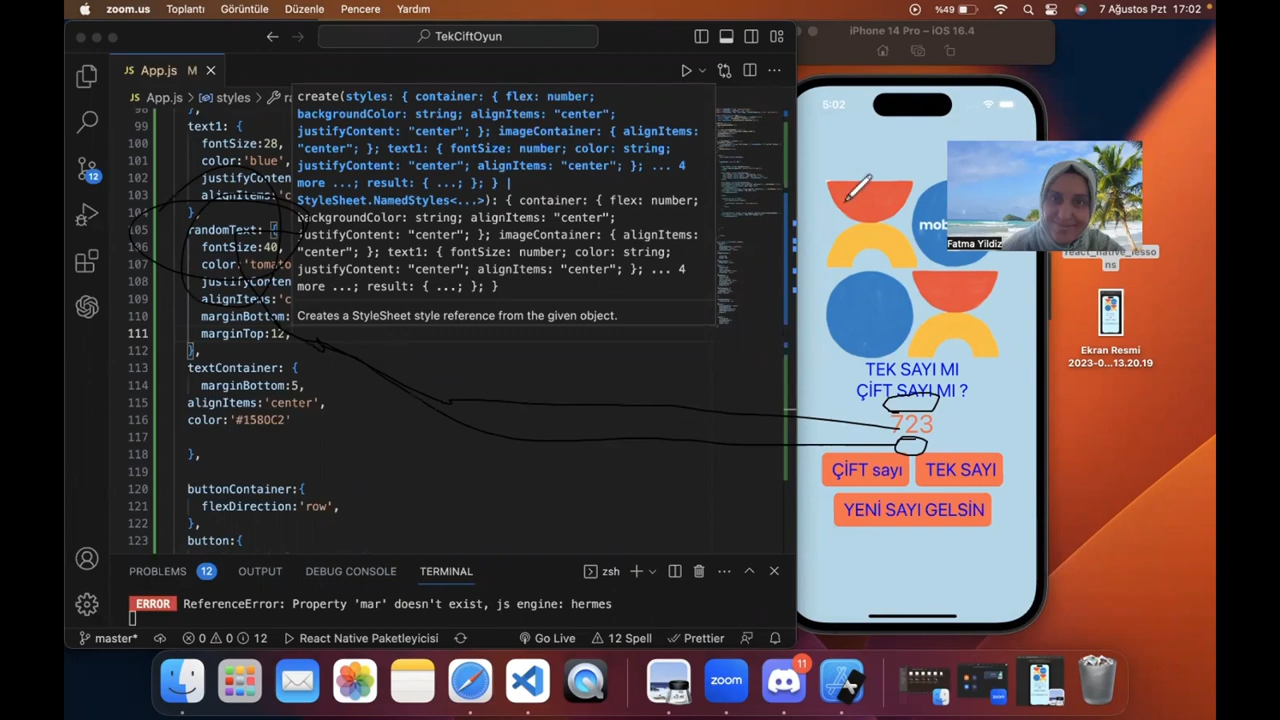 zoom.us Toplantı Görüntüle Düzenle Pencere Yardım
%49 7 Ağustos Pzt 17:02
TekCiftOyun
JS App.js M
JS App.js > styles >
99 text1: {
100 fontSize:28,
101 color:'blue',
102 justifyConten
103 alignItems:'c
104 },
105 randomText: {
106 fontSize:40,
107 color:'tomato
108 justifyConten
109 alignItems:'c
110 marginBottom:
111 marginTop:12,
112 },
113 textContainer: {
114 marginBottom:5,
115 alignItems:'center',
116 color:'#1580C2'
117
118 },
119
120 buttonContainer:{
121 flexDirection:'row',
122 },
123 button:{
create(styles: { container: { flex: number;
backgroundColor: string; alignItems: "center";
justifyContent: "center"; }; imageContainer: { alignItems:
"center"; }; text1: { fontSize: number; color: string;
justifyContent: "center"; alignItems: "center"; }; ... 4
more ...; result: { ...; }; } |
StyleSheet.NamedStyles<...>): { container: { flex: number;
backgroundColor: string; alignItems: "center";
justifyContent: "center"; }; imageContainer: { alignItems:
"center"; }; text1: { fontSize: number; color: string;
justifyContent: "center"; alignItems: "center"; }; ... 4
more ...; result: { ...; }; }
Creates a StyleSheet style reference from the given object.
PROBLEMS 12 OUTPUT DEBUG CONSOLE TERMINAL
zsh
ERROR ReferenceError: Property 'mar' doesn't exist, js engine: hermes
master* 0 0 12 React Native Paketleyicisi Go Live 12 Spell Prettier
12
iPhone 14 Pro – iOS 16.4
5:02
mob
Fatma Yildiz
react_native_lesso
ns
Ekran Resmi
2023-0...13.20.19
TEK SAYI MI
ÇİFT SAYI MI ?
723
ÇİFT sayı TEK SAYI
YENİ SAYI GELSİN
zoom
11